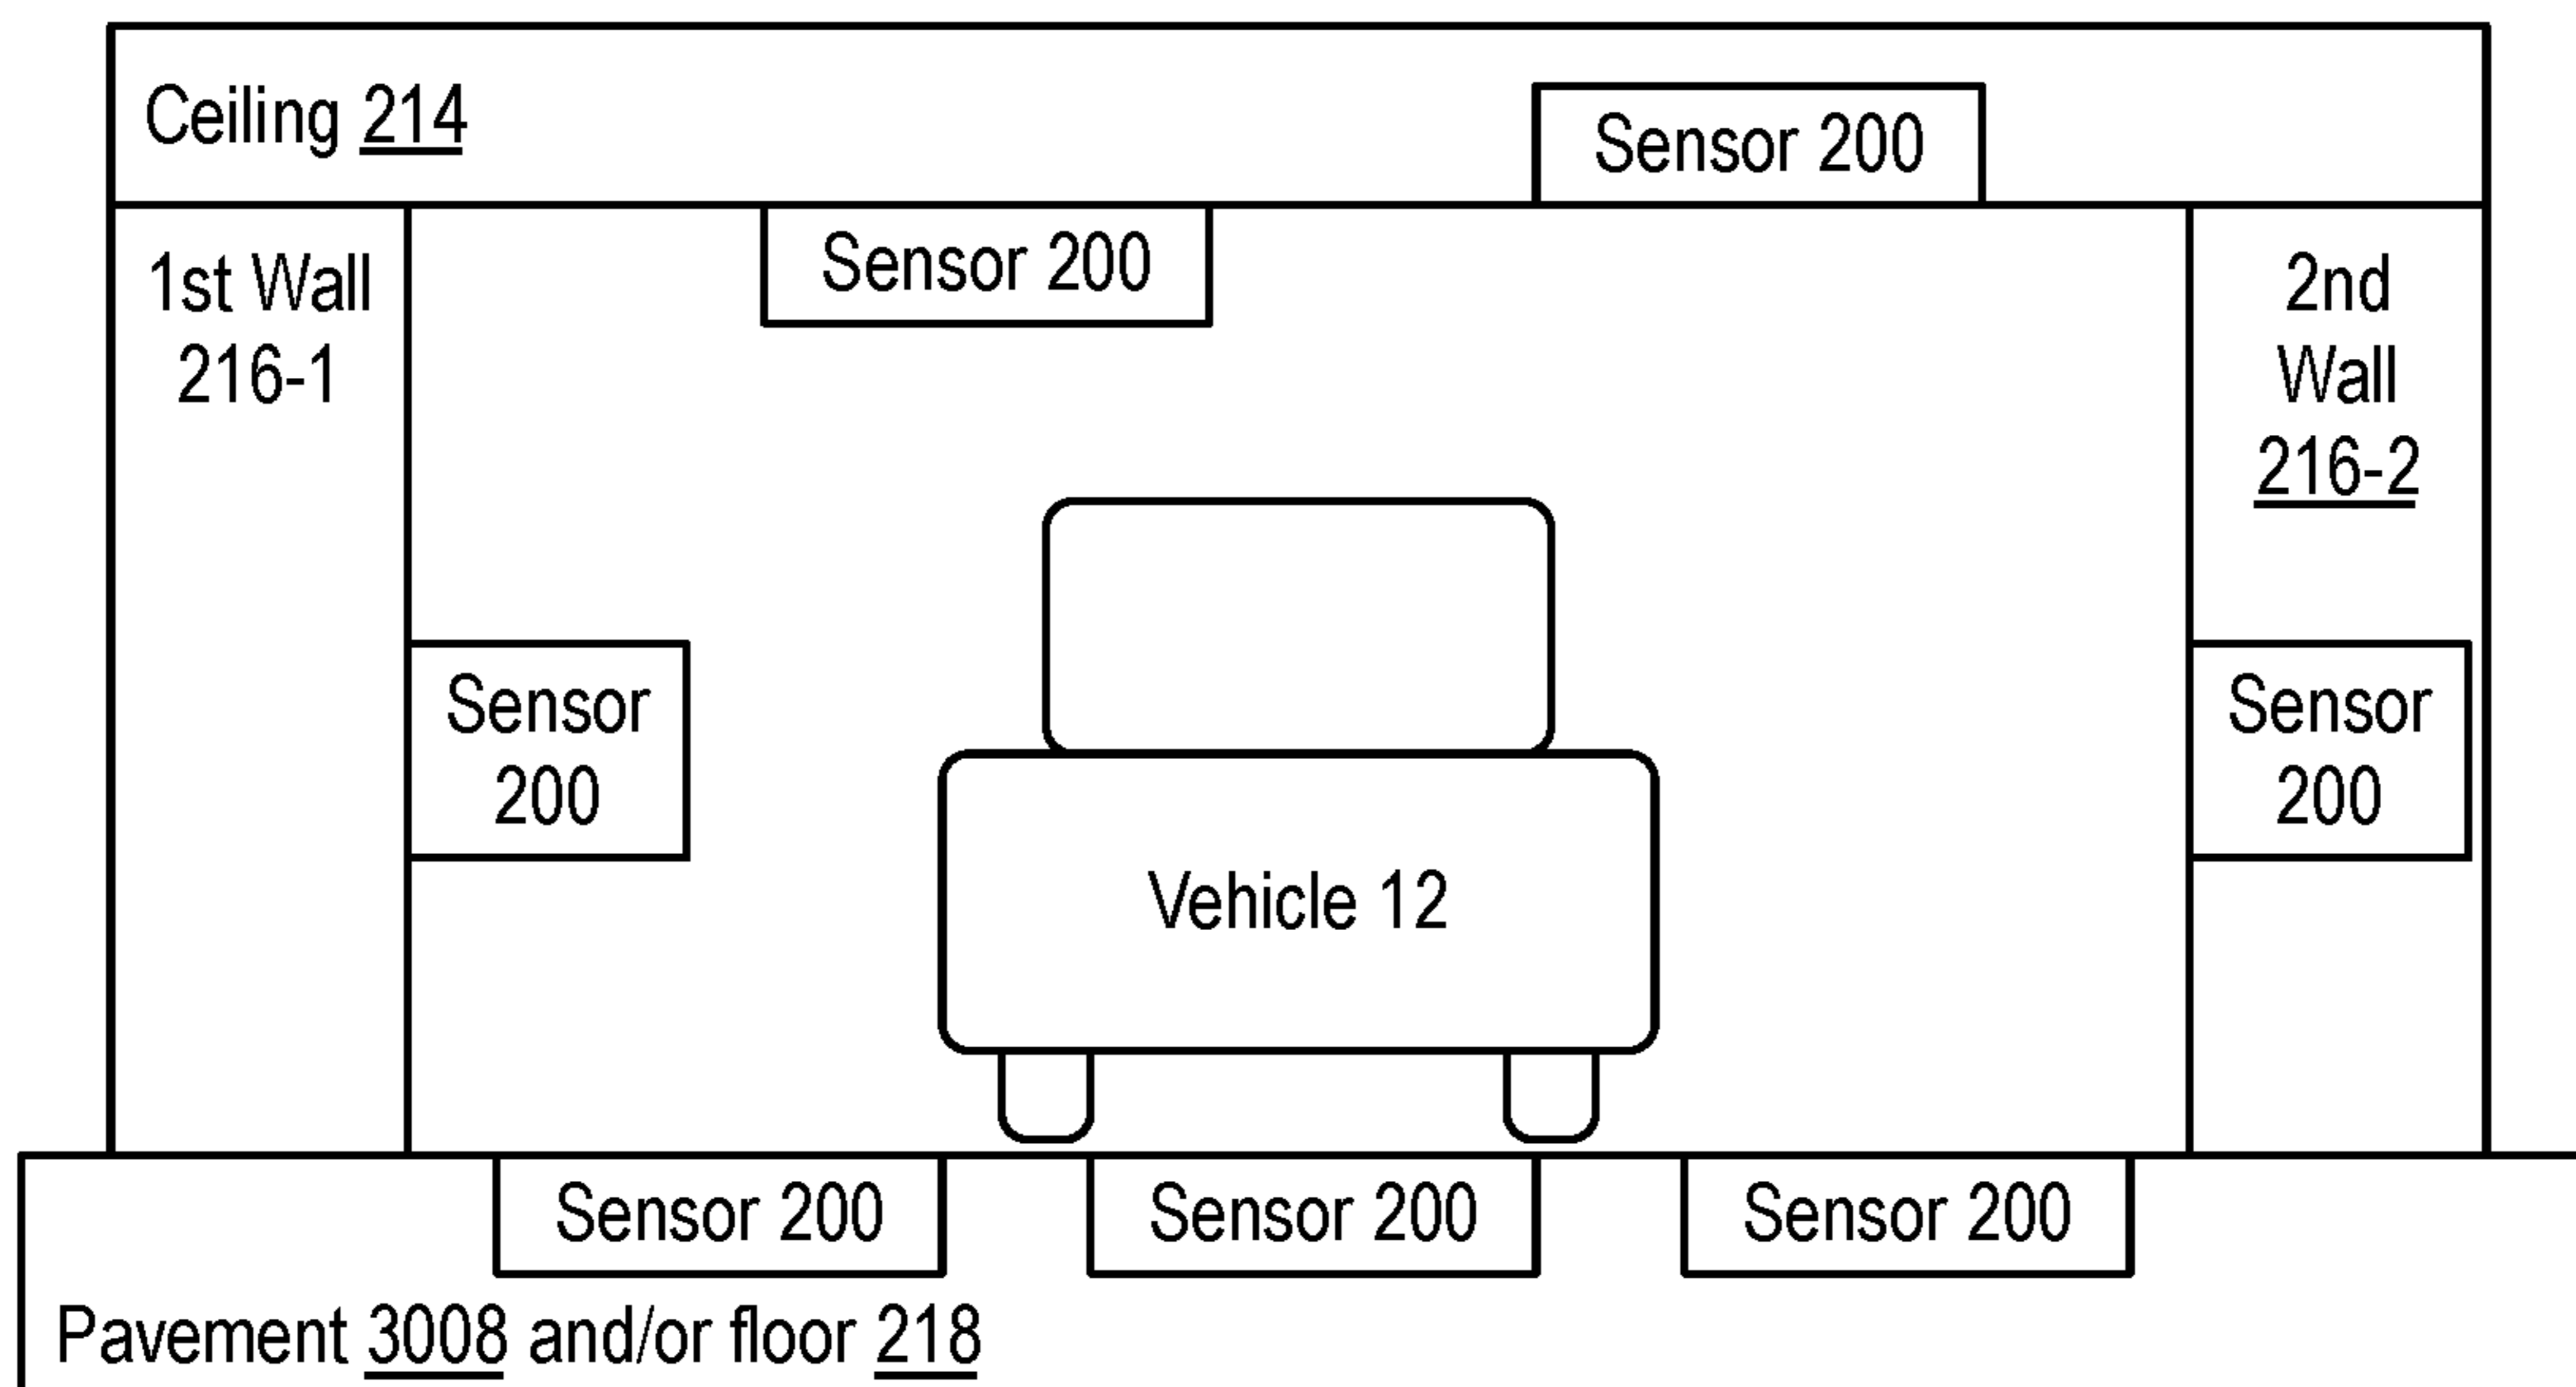 Ceiling 214
Sensor 200
Sensor 200
1st Wall
216-1
2nd
Wall
216-2
Sensor
200
Sensor
200
Vehicle 12
Sensor 200
Sensor 200
Sensor 200
Pavement 3008 and/or floor 218